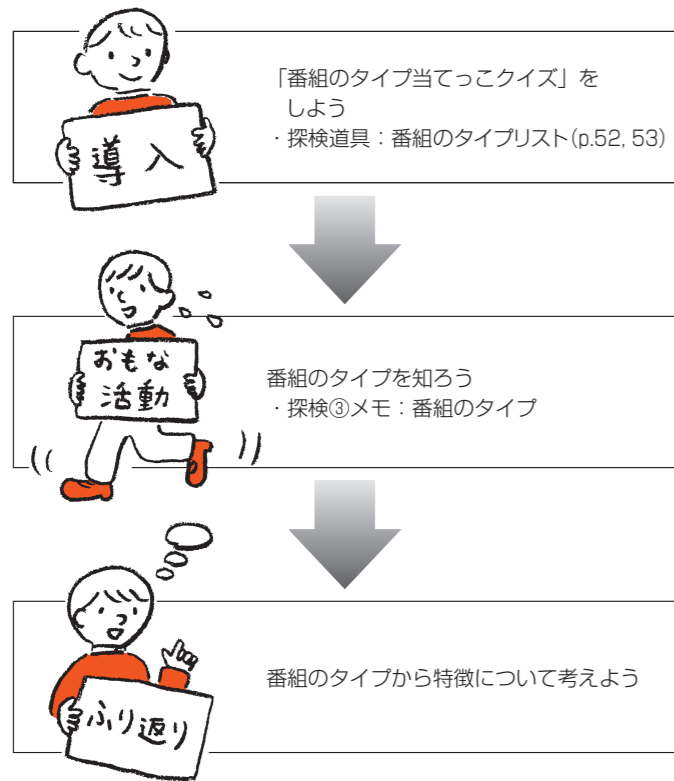 導入
「番組のタイプ当てっこクイズ」を
しよう
・探検道具：番組のタイプリスト(p.52, 53)
おもな
活動
番組のタイプを知ろう
・探検③メモ：番組のタイプ
ふり返り
番組のタイプから特徴について考えよう